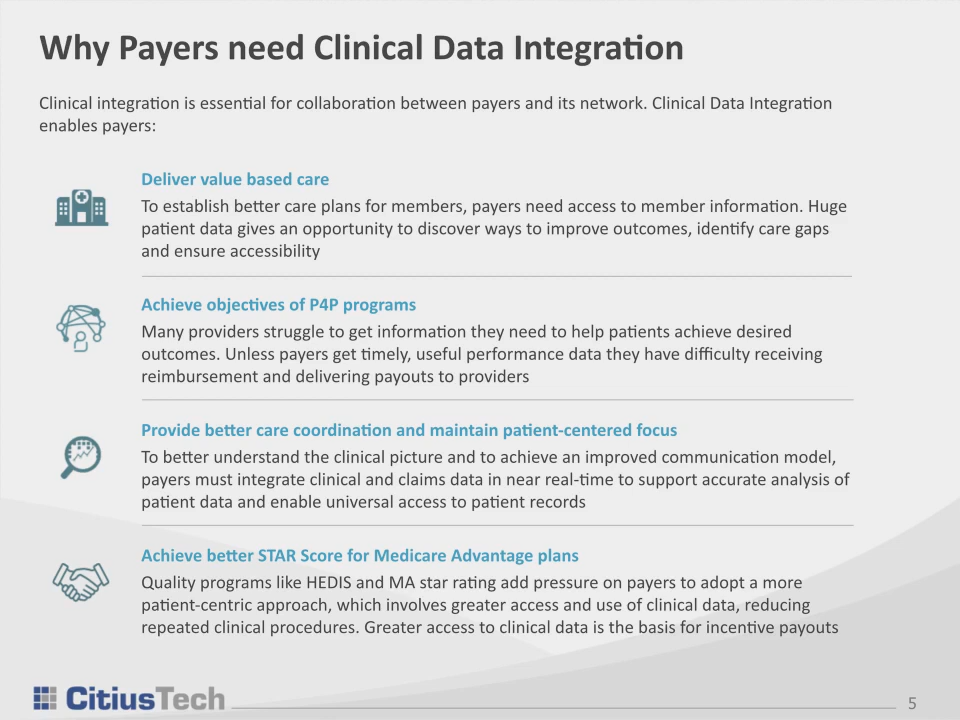 Why Payers need Clinical Data Integration
Clinical integration is essential for collaboration between payers and its network. Clinical Data Integration
enables payers:
Deliver value based care
To establish better care plans for members, payers need access to member information. Huge
patient data gives an opportunity to discover ways to improve outcomes, identify care gaps
and ensure accessibility
Achieve objectives of P4P programs
Many providers struggle to get information they need to help patients achieve desired
outcomes. Unless payers get timely, useful performance data they have difficulty receiving
reimbursement and delivering payouts to providers
Provide better care coordination and maintain patient-centered focus
To better understand the clinical picture and to achieve an improved communication model,
payers must integrate clinical and claims data in near real-time to support accurate analysis of
patient data and enable universal access to patient records
Achieve better STAR Score for Medicare Advantage plans
Quality programs like HEDIS and MA star rating add pressure on payers to adopt a more
patient-centric approach, which involves greater access and use of clinical data, reducing
repeated clinical procedures. Greater access to clinical data is the basis for incentive payouts
CitiusTech
5